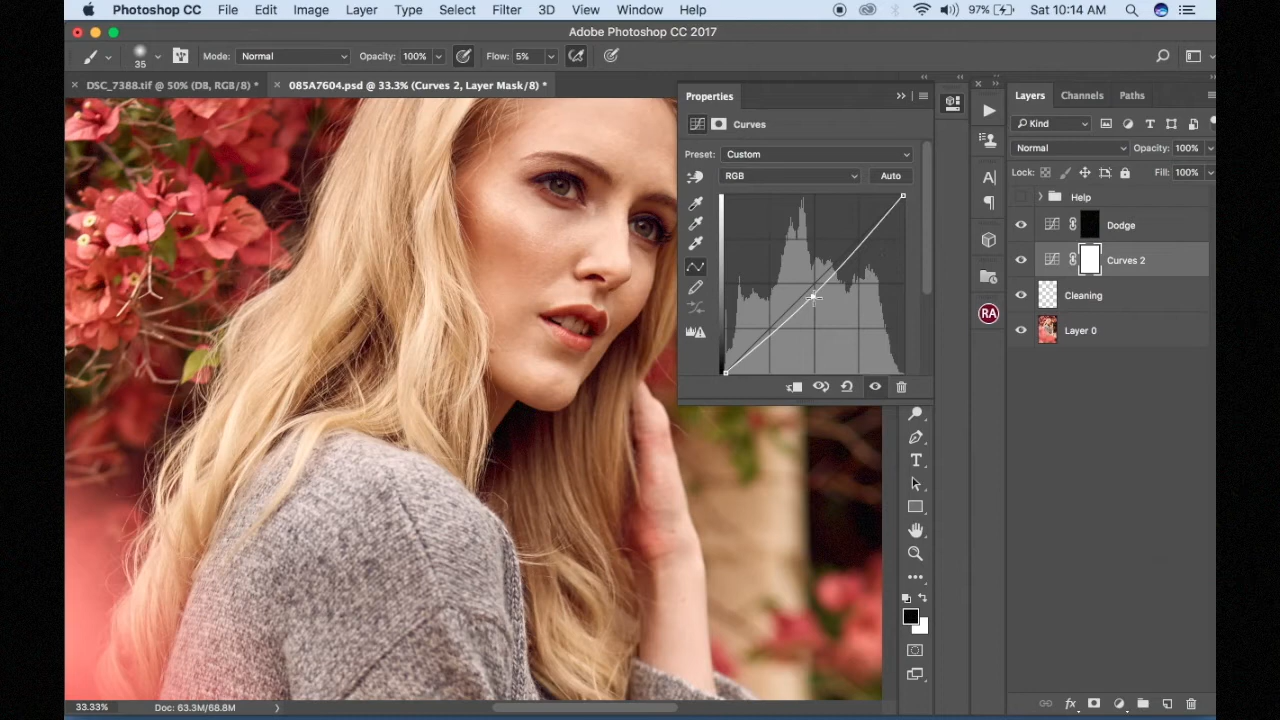 Photoshop CC File Edit Image Layer Type Select Filter 3D View Window Help 97% Sat 10:14 AM
Adobe Photoshop CC 2017
35 Mode: Normal Opacity: 100% Flow: 5%
× DSC_7388.tif @ 50% (DB, RGB/8) * × 085A7604.psd @ 33.3% (Curves 2, Layer Mask/8) *
Properties
Curves
Preset: Custom
RGB Auto
Layers Channels Paths
Kind
Normal Opacity: 100%
Lock: Fill: 100%
Help
Dodge
Curves 2
Cleaning
Layer 0
RA
33.33% Doc: 63.3M/68.8M
fx